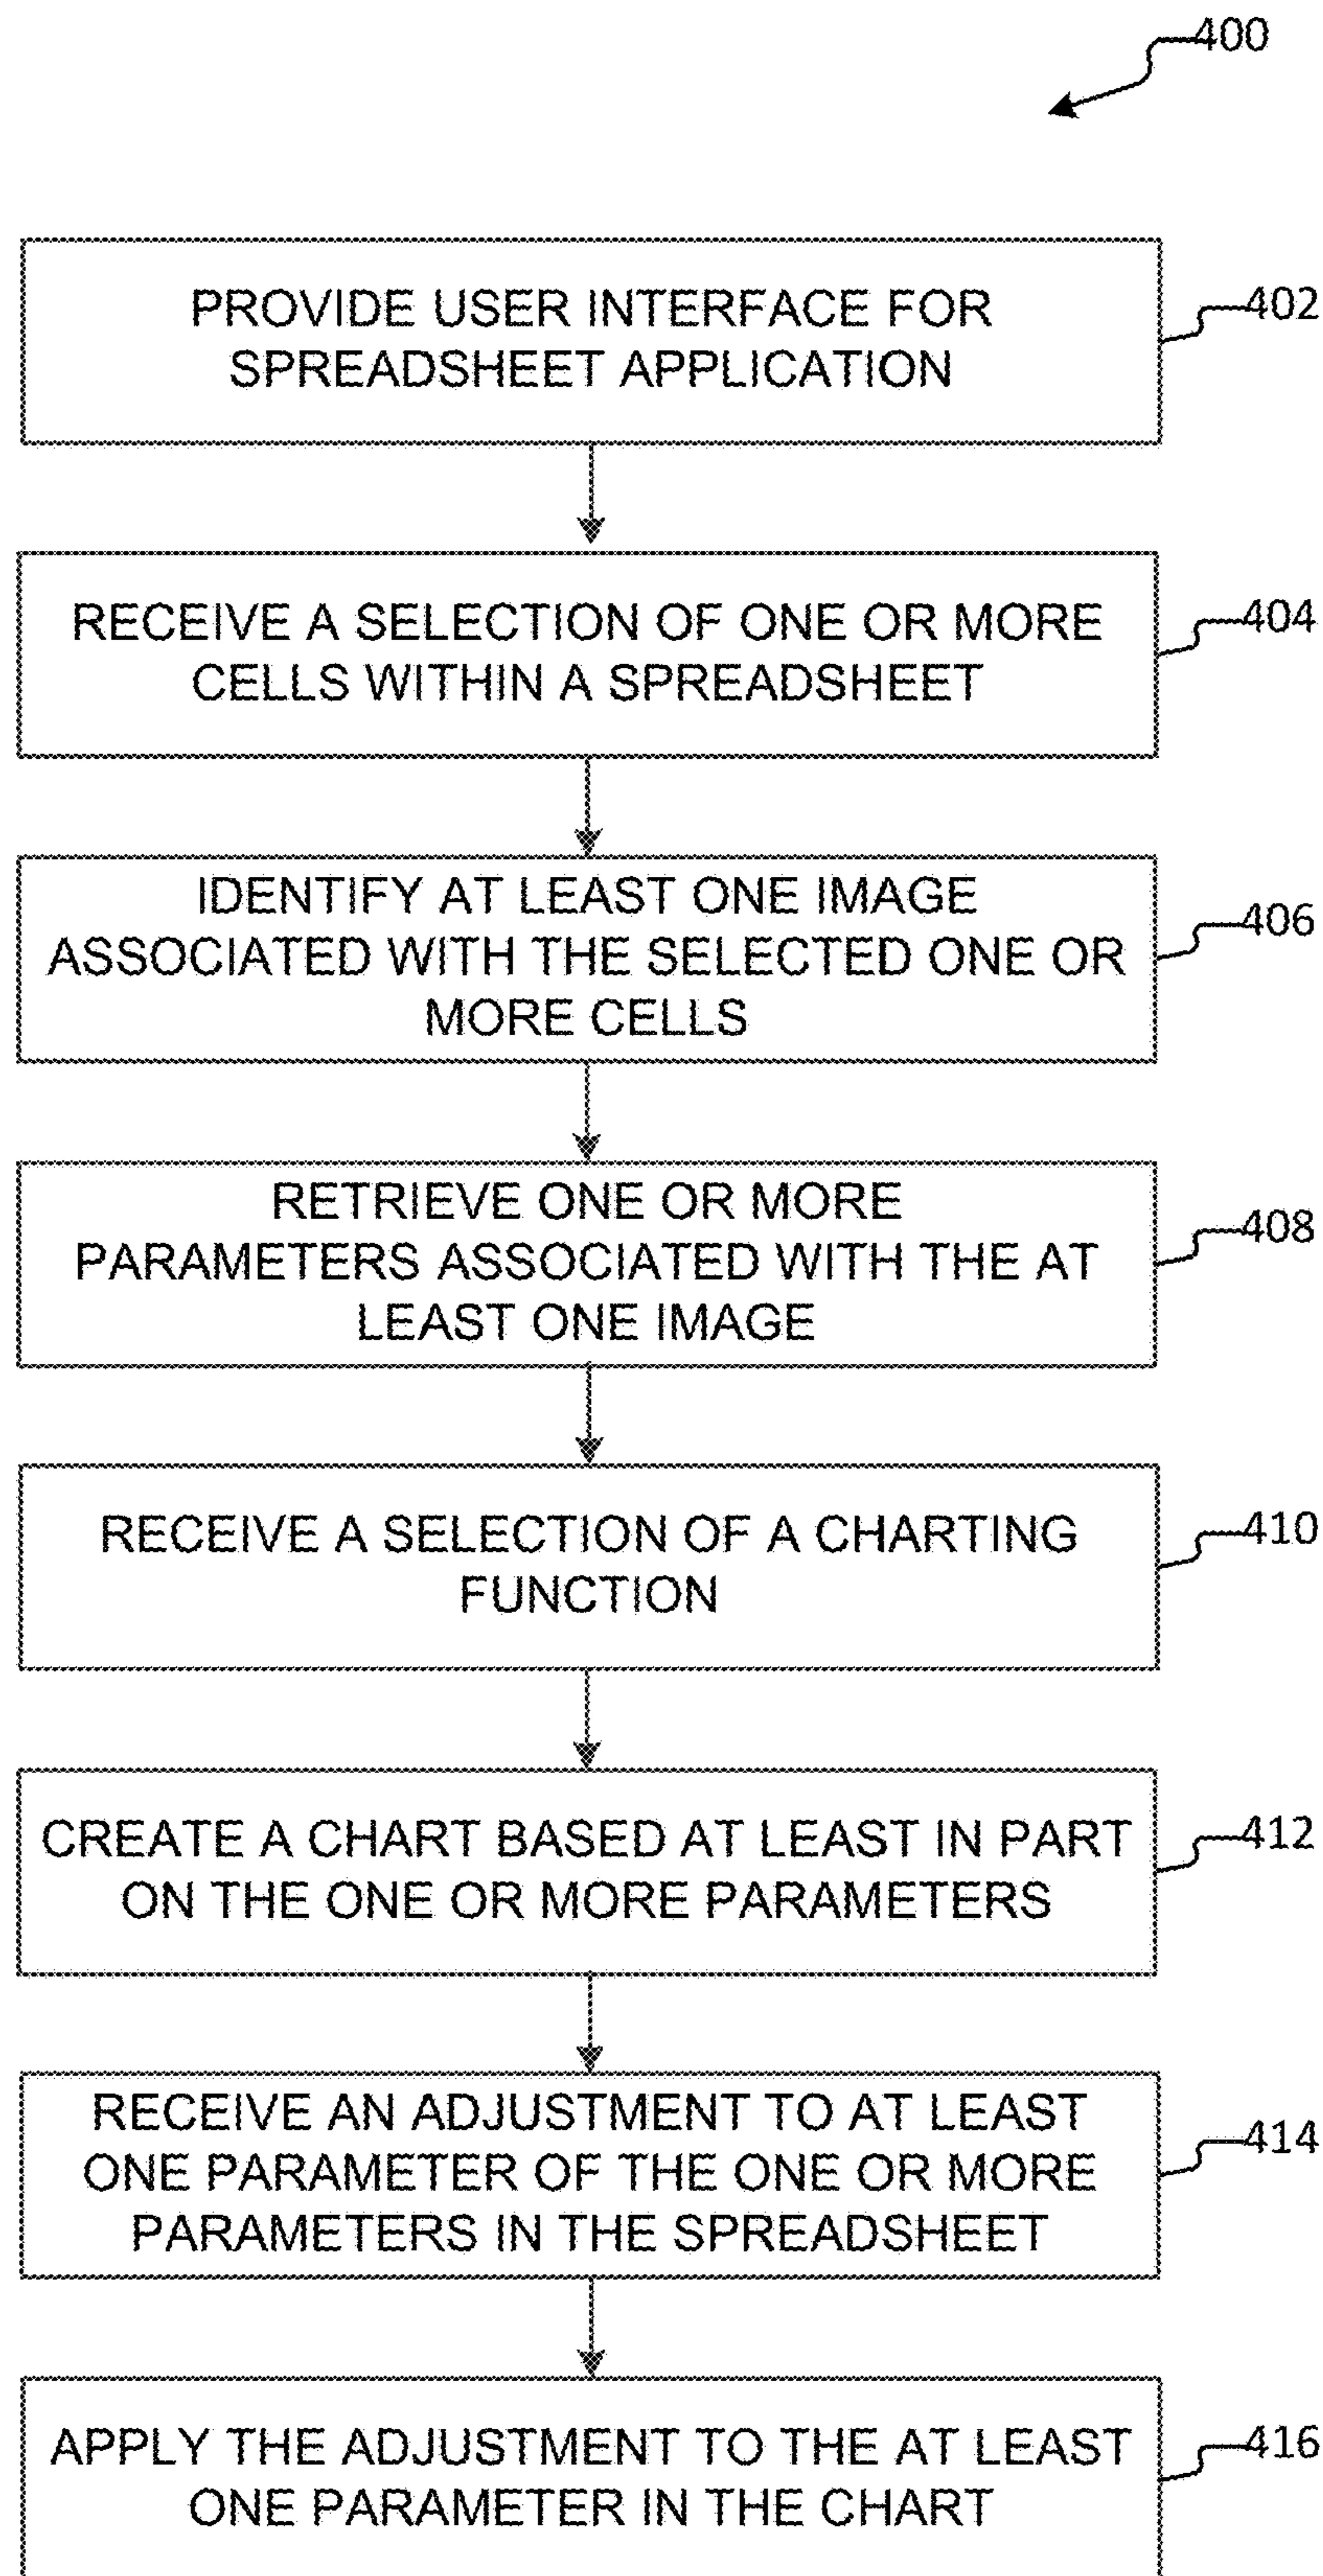 400
PROVIDE USER INTERFACE FOR
SPREADSHEET APPLICATION
402
RECEIVE A SELECTION OF ONE OR MORE
CELLS WITHIN A SPREADSHEET
404
IDENTIFY AT LEAST ONE IMAGE
ASSOCIATED WITH THE SELECTED ONE OR
MORE CELLS
406
RETRIEVE ONE OR MORE
PARAMETERS ASSOCIATED WITH THE AT
LEAST ONE IMAGE
408
RECEIVE A SELECTION OF A CHARTING
FUNCTION
410
CREATE A CHART BASED AT LEAST IN PART
ON THE ONE OR MORE PARAMETERS
412
RECEIVE AN ADJUSTMENT TO AT LEAST
ONE PARAMETER OF THE ONE OR MORE
PARAMETERS IN THE SPREADSHEET
414
APPLY THE ADJUSTMENT TO THE AT LEAST
ONE PARAMETER IN THE CHART
416